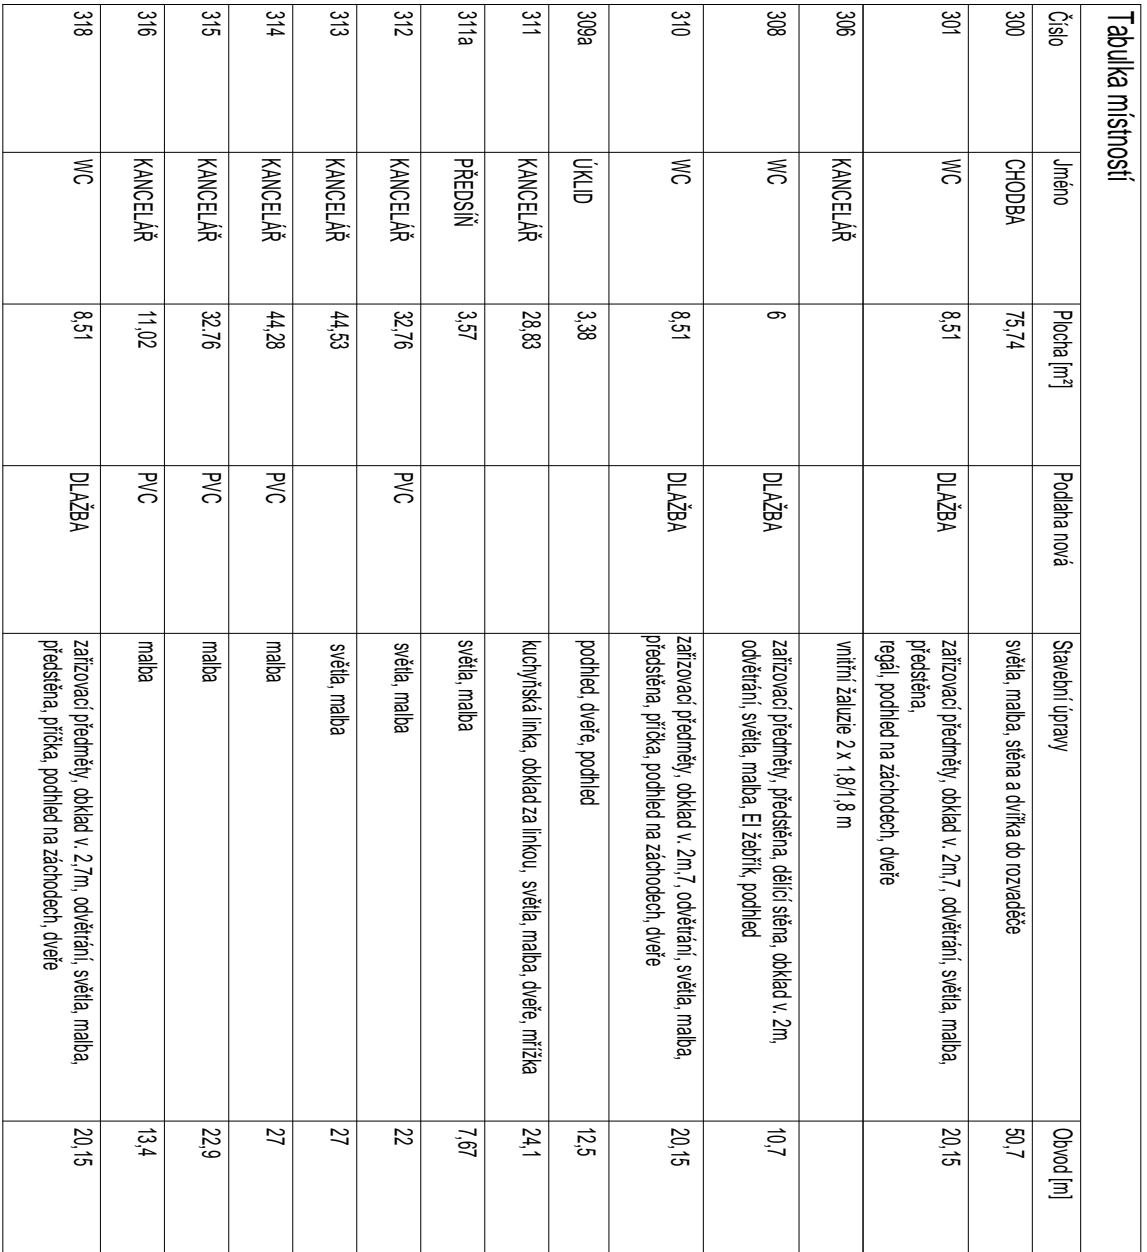 Tabulka místností
Číslo Jméno Plocha [m²] Podlaha nová Stavební úpravy Obvod [m]
300 CHODBA 75,74 světla, malba, stěna a dvířka do rozvaděče 50,7
301 WC 8,51 DLAŽBA zařizovací předměty, obklad v. 2m,7, odvětrání, světla, malba, 20,15
předstěna,
regál, podhled na záchodech, dveře
306 KANCELÁŘ vnitřní žaluzie 2 x 1,8/1,8 m
308 WC 6 DLAŽBA zařizovací předměty, předstěna, dělící stěna, obklad v. 2m, 10,7
odvětrání, světla, malba, El žebřík, podhled
310 WC 8,51 DLAŽBA zařizovací předměty, obklad v. 2m,7, odvětrání, světla, malba, 20,15
předstěna, příčka, podhled na záchodech, dveře
309a ÚKLID 3,38 podhled, dveře, podhled 12,5
311 KANCELÁŘ 28,83 kuchyňská linka, obklad za linkou, světla, malba, dveře, mřížka 24,1
311a PŘEDSÍŇ 3,57 světla, malba 7,67
312 KANCELÁŘ 32,76 PVC světla, malba 22
313 KANCELÁŘ 44,53 světla, malba 27
314 KANCELÁŘ 44,28 PVC malba 27
315 KANCELÁŘ 32.76 PVC malba 22,9
316 KANCELÁŘ 11,02 PVC malba 13,4
318 WC 8,51 DLAŽBA zařizovací předměty, obklad v. 2,7m, odvětrání, světla, malba, 20,15
předstěna, příčka, podhled na záchodech, dveře